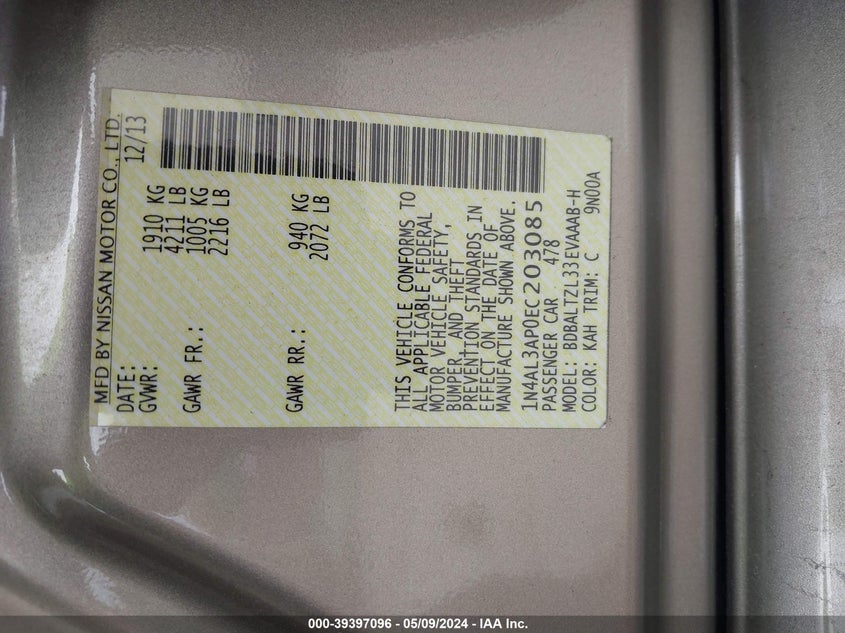 MFD BY NISSAN MOTOR CO., LTD.
DATE: 12/13
GVWR: 1910 KG
4211 LB
GAWR FR.: 1005 KG
2216 LB
GAWR RR.: 940 KG
2072 LB
THIS VEHICLE CONFORMS TO
ALL APPLICABLE FEDERAL
MOTOR VEHICLE SAFETY,
BUMPER, AND THEFT
PREVENTION STANDARDS IN
EFFECT ON THE DATE OF
MANUFACTURE SHOWN ABOVE.
1N4AL3AP0EC203085
PASSENGER CAR 478
MODEL: BDBALTZL33EVAAAB-H
COLOR: KAH TRIM: C 9N00A
000-39397096 - 05/09/2024 - IAA Inc.